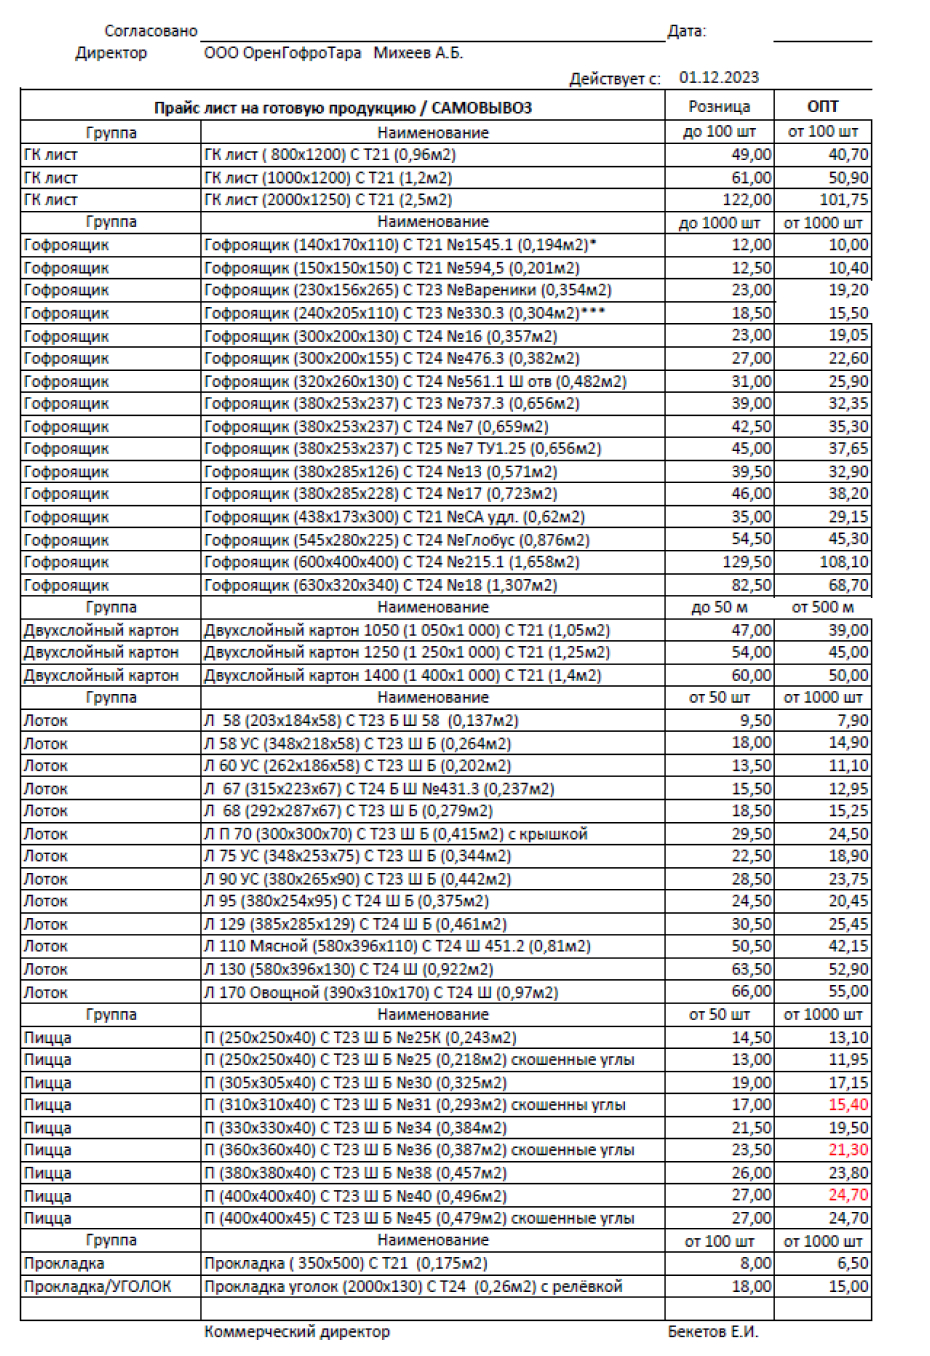 Согласовано Дата:
Директор ООО ОренГофроТара Михеев А.Б.
Действует с: 01.12.2023
Прайс лист на готовую продукцию / САМОВЫВОЗ Розница ОПТ
Группа Наименование до 100 шт от 100 шт
ГК лист ГК лист ( 800х1200) С Т21 (0,96м2) 49,00 40,70
ГК лист ГК лист (1000х1200) С Т21 (1,2м2) 61,00 50,90
ГК лист ГК лист (2000х1250) С Т21 (2,5м2) 122,00 101,75
Группа Наименование до 1000 шт от 1000 шт
Гофроящик Гофроящик (140х170х110) С Т21 №1545.1 (0,194м2)* 12,00 10,00
Гофроящик Гофроящик (150х150х150) С Т21 №594,5 (0,201м2) 12,50 10,40
Гофроящик Гофроящик (230х156х265) С Т23 №Вареники (0,354м2) 23,00 19,20
Гофроящик Гофроящик (240х205х110) С Т23 №330.3 (0,304м2)*** 18,50 15,50
Гофроящик Гофроящик (300х200х130) С Т24 №16 (0,357м2) 23,00 19,05
Гофроящик Гофроящик (300х200х155) С Т24 №476.3 (0,382м2) 27,00 22,60
Гофроящик Гофроящик (320х260х130) С Т24 №561.1 Ш отв (0,482м2) 31,00 25,90
Гофроящик Гофроящик (380х253х237) С Т23 №737.3 (0,656м2) 39,00 32,35
Гофроящик Гофроящик (380х253х237) С Т24 №7 (0,659м2) 42,50 35,30
Гофроящик Гофроящик (380х253х237) С Т25 №7 ТУ1.25 (0,656м2) 45,00 37,65
Гофроящик Гофроящик (380х285х126) С Т24 №13 (0,571м2) 39,50 32,90
Гофроящик Гофроящик (380х285х228) С Т24 №17 (0,723м2) 46,00 38,20
Гофроящик Гофроящик (438х173х300) С Т21 №СА удл. (0,62м2) 35,00 29,15
Гофроящик Гофроящик (545х280х225) С Т24 №Глобус (0,876м2) 54,50 45,30
Гофроящик Гофроящик (600х400х400) С Т24 №215.1 (1,658м2) 129,50 108,10
Гофроящик Гофроящик (630х320х340) С Т24 №18 (1,307м2) 82,50 68,70
Группа Наименование до 50 м от 500 м
Двухслойный картон Двухслойный картон 1050 (1 050х1 000) С Т21 (1,05м2) 47,00 39,00
Двухслойный картон Двухслойный картон 1250 (1 250х1 000) С Т21 (1,25м2) 54,00 45,00
Двухслойный картон Двухслойный картон 1400 (1 400х1 000) С Т21 (1,4м2) 60,00 50,00
Группа Наименование от 50 шт от 1000 шт
Лоток Л 58 (203х184х58) С Т23 Б Ш 58 (0,137м2) 9,50 7,90
Лоток Л 58 УС (348х218х58) С Т23 Ш Б (0,264м2) 18,00 14,90
Лоток Л 60 УС (262х186х58) С Т23 Ш Б (0,202м2) 13,50 11,10
Лоток Л 67 (315х223х67) С Т24 Б Ш №431.3 (0,237м2) 15,50 12,95
Лоток Л 68 (292х287х67) С Т23 Ш Б (0,279м2) 18,50 15,25
Лоток Л П 70 (300х300х70) С Т23 Ш Б (0,415м2) с крышкой 29,50 24,50
Лоток Л 75 УС (348х253х75) С Т23 Ш Б (0,344м2) 22,50 18,90
Лоток Л 90 УС (380х265х90) С Т23 Ш Б (0,442м2) 28,50 23,75
Лоток Л 95 (380х254х95) С Т24 Ш Б (0,375м2) 24,50 20,45
Лоток Л 129 (385х285х129) С Т24 Ш Б (0,461м2) 30,50 25,45
Лоток Л 110 Мясной (580х396х110) С Т24 Ш 451.2 (0,81м2) 50,50 42,15
Лоток Л 130 (580х396х130) С Т24 Ш (0,922м2) 63,50 52,90
Лоток Л 170 Овощной (390х310х170) С Т24 Ш (0,97м2) 66,00 55,00
Группа Наименование от 50 шт от 1000 шт
Пицца П (250х250х40) С Т23 Ш Б №25К (0,243м2) 14,50 13,10
Пицца П (250х250х40) С Т23 Ш Б №25 (0,218м2) скошенные углы 13,00 11,95
Пицца П (305х305х40) С Т23 Ш Б №30 (0,325м2) 19,00 17,15
Пицца П (310х310х40) С Т23 Ш Б №31 (0,293м2) скошенны углы 17,00 15,40
Пицца П (330х330х40) С Т23 Ш Б №34 (0,384м2) 21,50 19,50
Пицца П (360х360х40) С Т23 Ш Б №36 (0,387м2) скошенные углы 23,50 21,30
Пицца П (380х380х40) С Т23 Ш Б №38 (0,457м2) 26,00 23,80
Пицца П (400х400х40) С Т23 Ш Б №40 (0,496м2) 27,00 24,70
Пицца П (400х400х45) С Т23 Ш Б №45 (0,479м2) скошенные углы 27,00 24,70
Группа Наименование от 100 шт от 1000 шт
Прокладка Прокладка ( 350х500) С Т21 (0,175м2) 8,00 6,50
Прокладка/УГОЛОК Прокладка уголок (2000х130) С Т24 (0,26м2) с релёвкой 18,00 15,00
Коммерческий директор Бекетов Е.И.